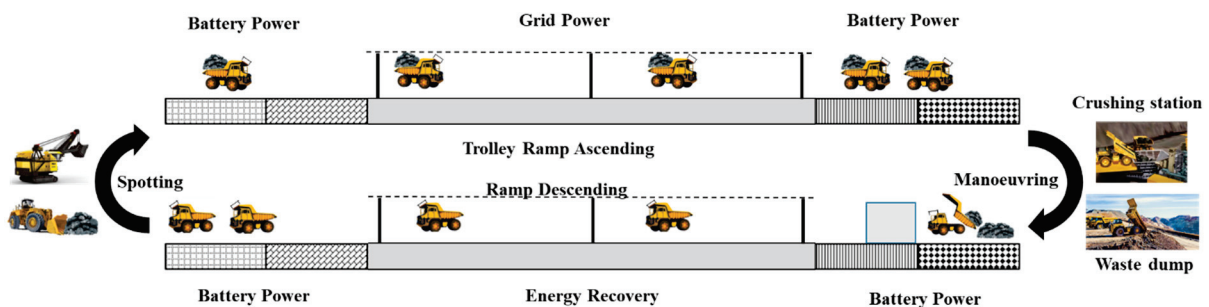 Battery Power
Grid Power
Battery Power
Crushing station
Trolley Ramp Ascending
Spotting
Ramp Descending
Manoeuvring
Waste dump
Battery Power
Energy Recovery
Battery Power